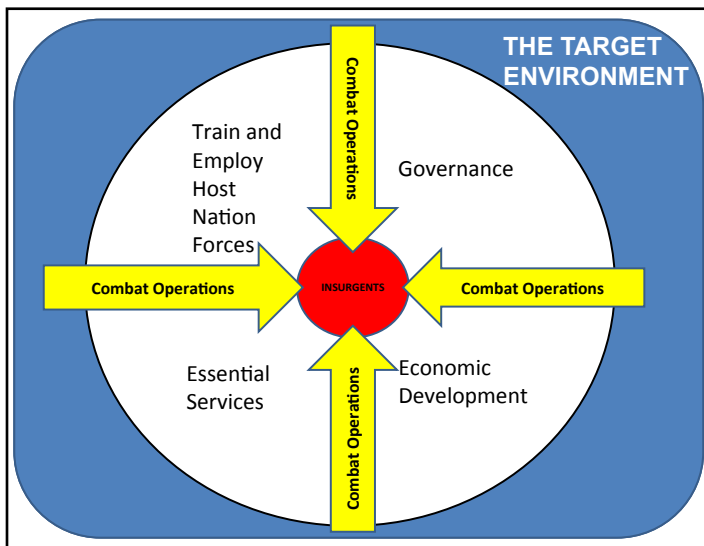 THE TARGET
ENVIRONMENT
Combat Operations
Train and
Employ
Host
Nation
Forces
Governance
Combat Operations
INSURGENTS
Combat Operations
Essential
Services
Combat Operations
Economic
Development